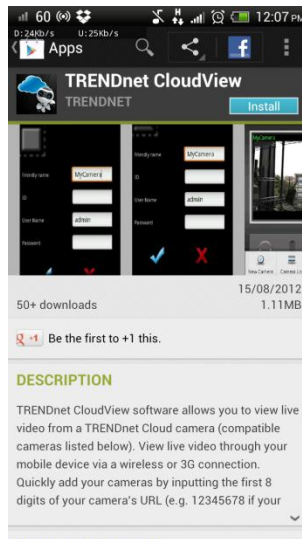 60
12:07 PM
D:24Kb/s U:25Kb/s
Apps
TRENDnet CloudView
TRENDNET
Install
Friendly name MyCamera
ID
User Name admin
Password
Friendly name MyCamera
ID
User Name admin
Password
MyCamera
New Camera
15/08/2012
50+ downloads 1.11MB
+1 Be the first to +1 this.
DESCRIPTION
TRENDnet CloudView software allows you to view live
video from a TRENDnet Cloud camera (compatible
cameras listed below). View live video through your
mobile device via a wireless or 3G connection.
Quickly add your cameras by inputting the first 8
digits of your camera's URL (e.g. 12345678 if your